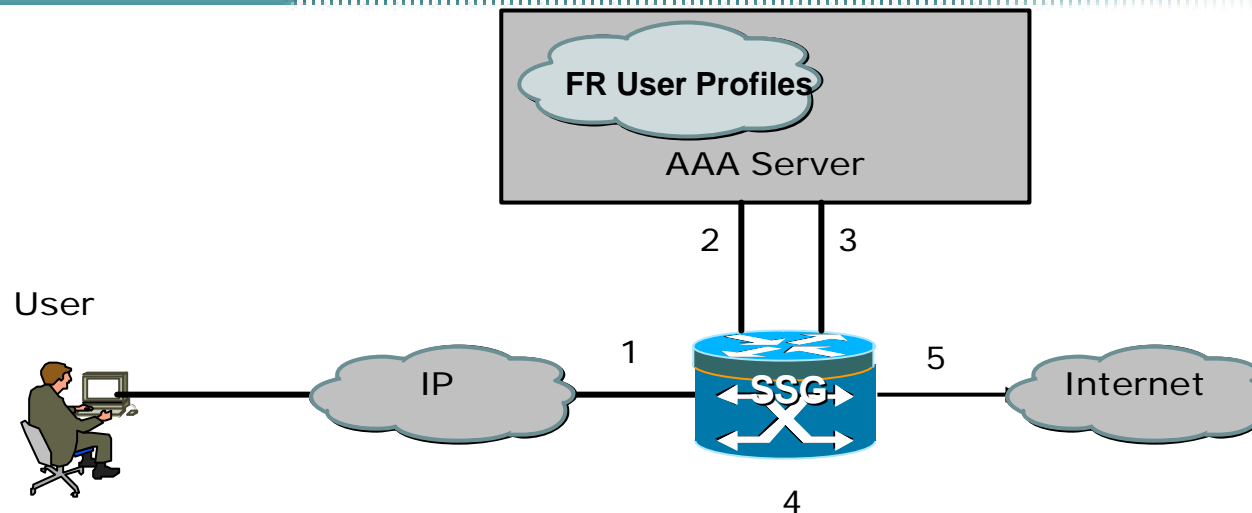 FR User Profiles
AAA Server
2
3
User
1
5
IP
SSG
Internet
4